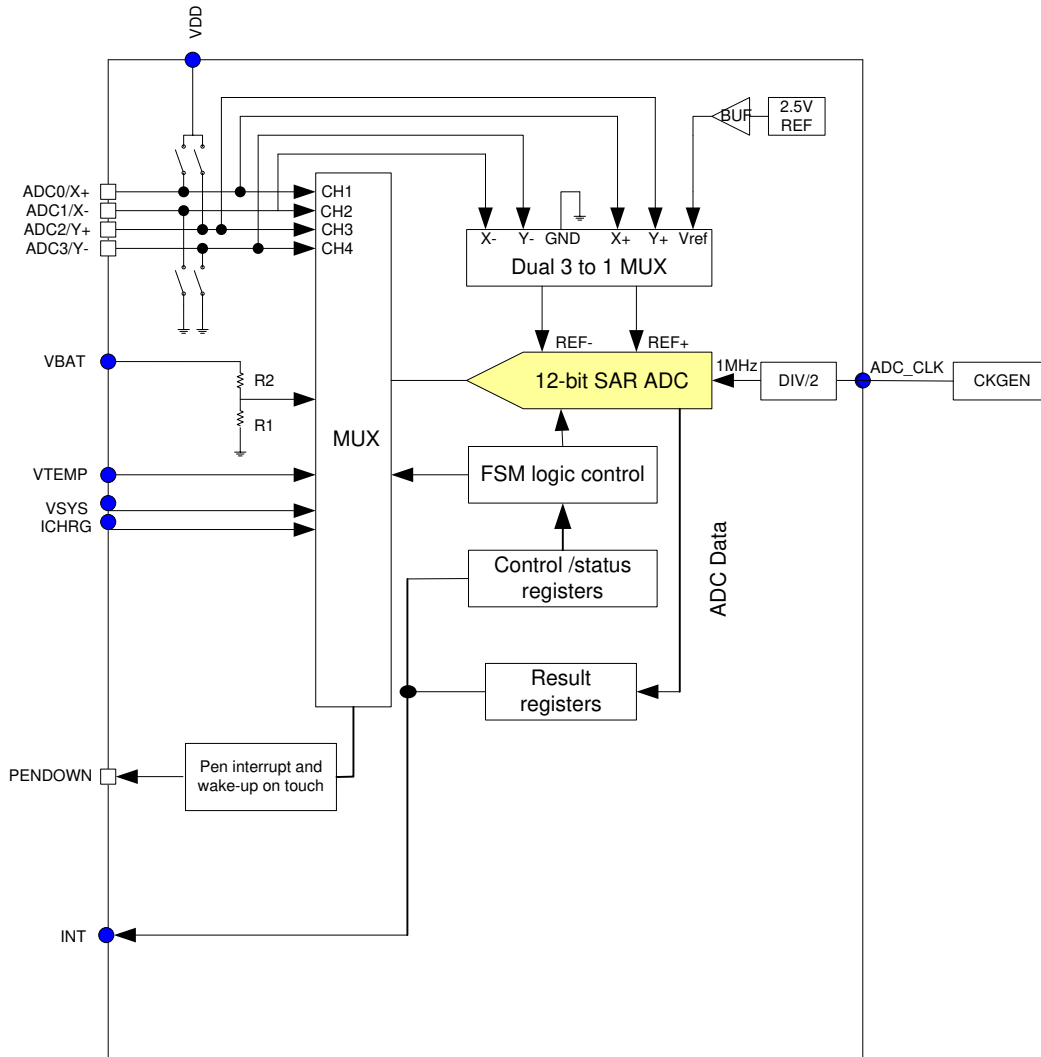 VDD
BUF
2.5V
REF
ADC0/X+
ADC1/X-
ADC2/Y+
ADC3/Y-
CH1
CH2
CH3
CH4
X-
Y-
GND
X+
Y+
Vref
Dual 3 to 1 MUX
REF-
REF+
VBAT
R2
R1
12-bit SAR ADC
1MHz
DIV/2
ADC_CLK
CKGEN
MUX
VTEMP
FSM logic control
VSYS
ICHRG
Control /status
registers
ADC Data
Result
registers
PENDOWN
Pen interrupt and
wake-up on touch
INT